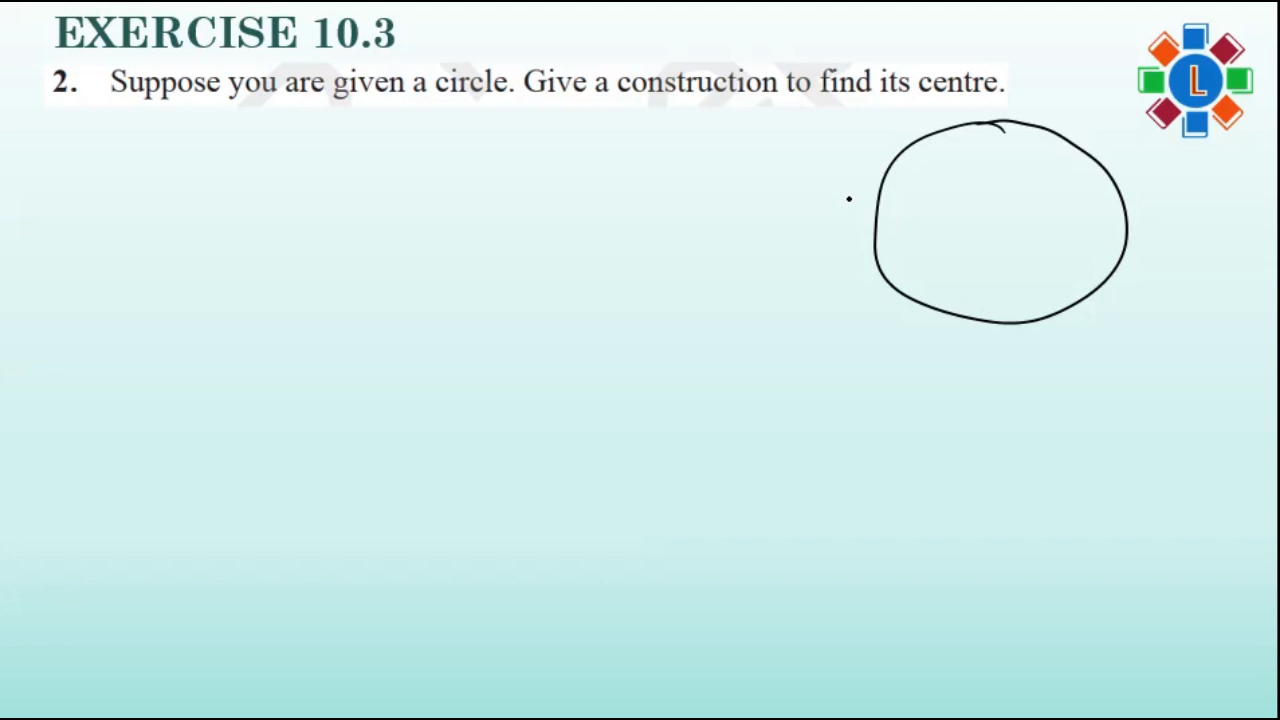 EXERCISE 10.3
2. Suppose you are given a circle. Give a construction to find its centre.
L